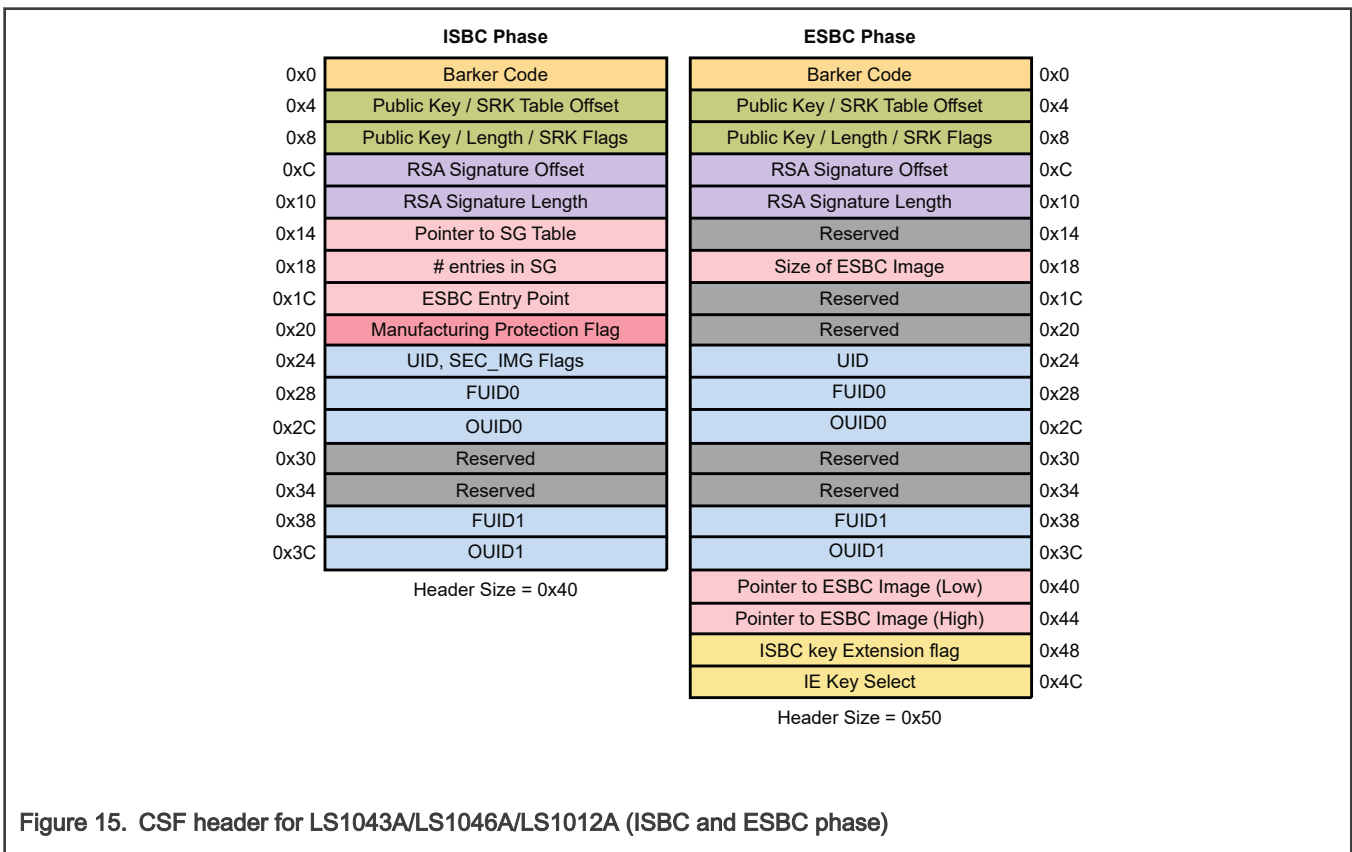 ISBC Phase
ESBC Phase
0x0 Barker Code Barker Code 0x0
0x4 Public Key / SRK Table Offset Public Key / SRK Table Offset 0x4
0x8 Public Key / Length / SRK Flags Public Key / Length / SRK Flags 0x8
0xC RSA Signature Offset RSA Signature Offset 0xC
0x10 RSA Signature Length RSA Signature Length 0x10
0x14 Pointer to SG Table Reserved 0x14
0x18 # entries in SG Size of ESBC Image 0x18
0x1C ESBC Entry Point Reserved 0x1C
0x20 Manufacturing Protection Flag Reserved 0x20
0x24 UID, SEC_IMG Flags UID 0x24
0x28 FUID0 FUID0 0x28
0x2C OUID0 OUID0 0x2C
0x30 Reserved Reserved 0x30
0x34 Reserved Reserved 0x34
0x38 FUID1 FUID1 0x38
0x3C OUID1 OUID1 0x3C
Header Size = 0x40 Pointer to ESBC Image (Low) 0x40
Pointer to ESBC Image (High) 0x44
ISBC key Extension flag 0x48
IE Key Select 0x4C
Header Size = 0x50
Figure 15. CSF header for LS1043A/LS1046A/LS1012A (ISBC and ESBC phase)